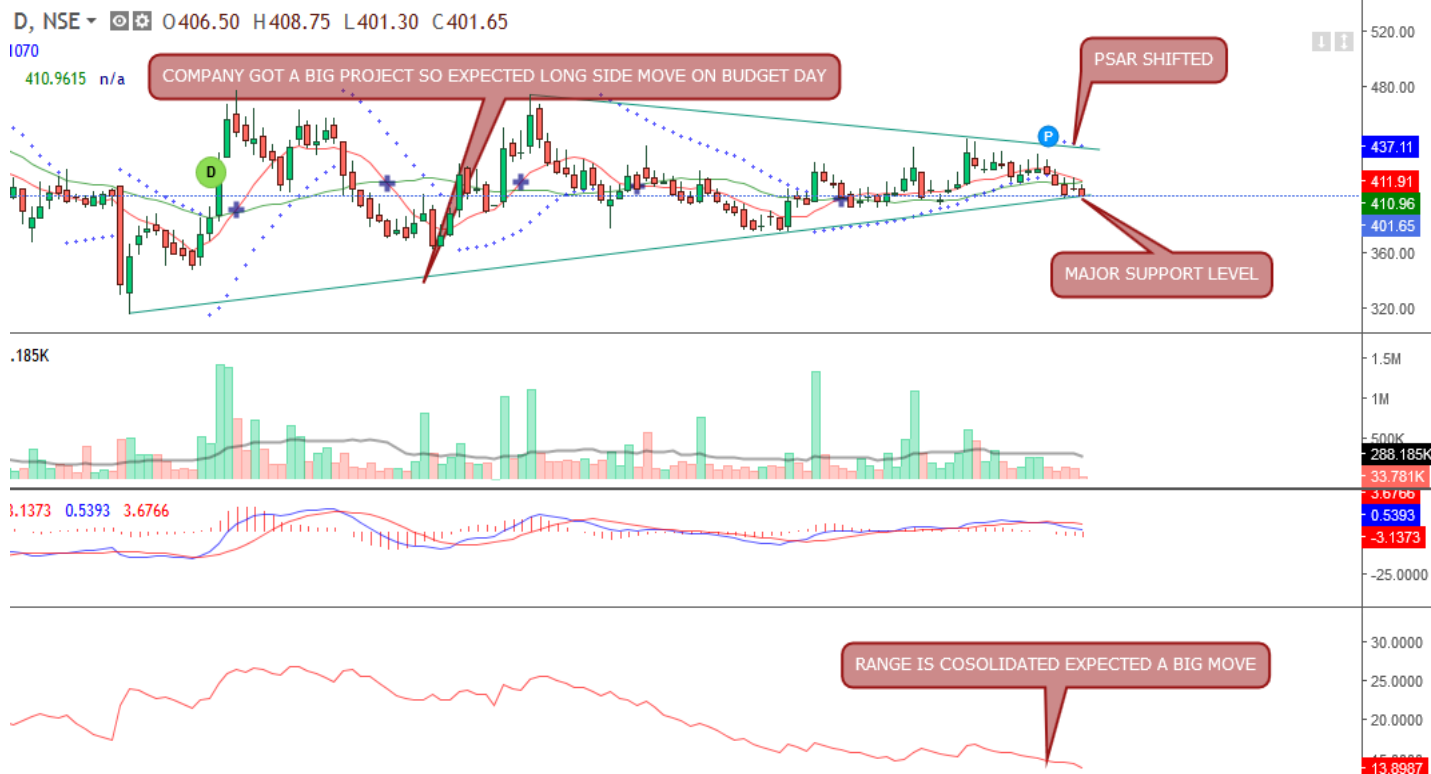 D, NSE O406.50 H408.75 L401.30 C401.65
1070
410.9615 n/a
COMPANY GOT A BIG PROJECT SO EXPECTED LONG SIDE MOVE ON BUDGET DAY
PSAR SHIFTED
D
P
MAJOR SUPPORT LEVEL
520.00
480.00
437.11
411.91
410.96
401.65
360.00
320.00
.185K
1.5M
1M
500K
288.185K
33.781K
3.1373 0.5393 3.6766
3.6766
0.5393
-3.1373
-25.0000
RANGE IS COSOLIDATED EXPECTED A BIG MOVE
30.0000
25.0000
20.0000
13.8987